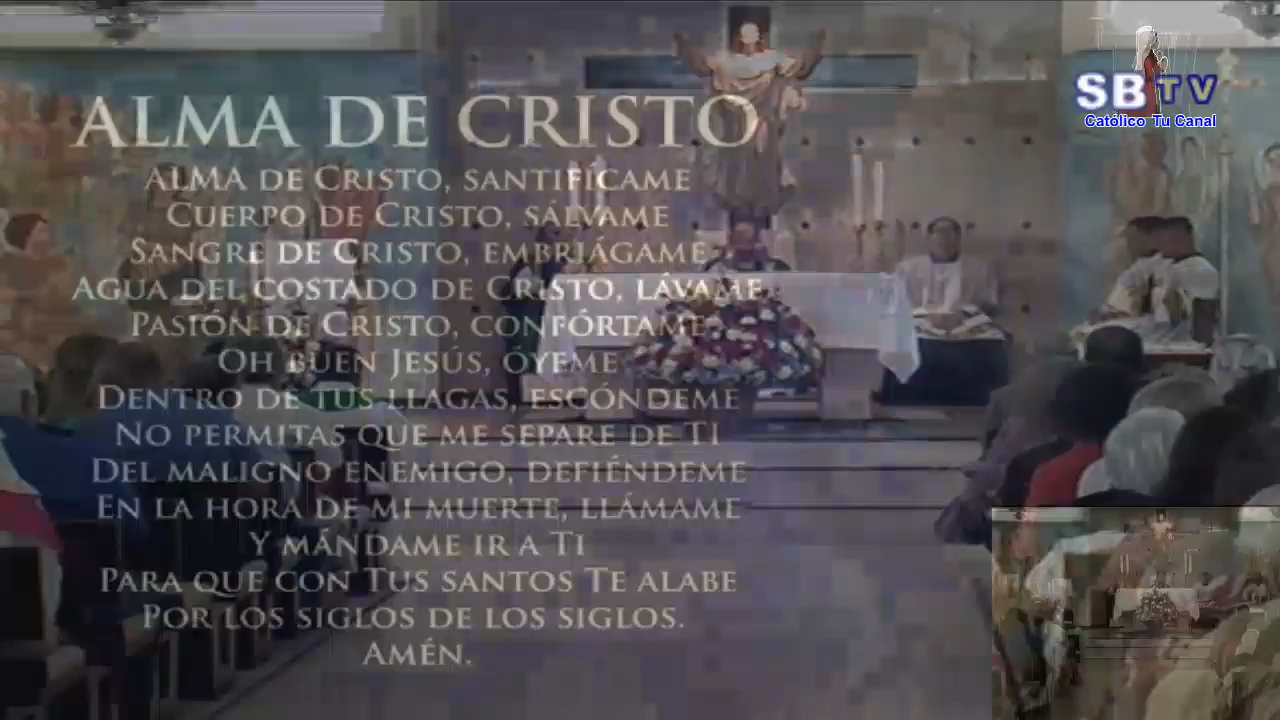 ALMA DE CRISTO
ALMA DE CRISTO, SANTIFÍCAME
CUERPO DE CRISTO, SÁLVAME
SANGRE DE CRISTO, EMBRIÁGAME
AGUA DEL COSTADO DE CRISTO, LÁVAME
PASIÓN DE CRISTO, CONFÓRTAME
OH BUEN JESÚS, ÓYEME
DENTRO DE TUS LLAGAS, ESCÓNDEME
NO PERMITAS QUE ME SEPARE DE TI
DEL MALIGNO ENEMIGO, DEFIÉNDEME
EN LA HORA DE MI MUERTE, LLÁMAME
Y MÁNDAME IR A TI
PARA QUE CON TUS SANTOS TE ALABE
POR LOS SIGLOS DE LOS SIGLOS.
AMÉN.
SBTV
Católico Tu Canal